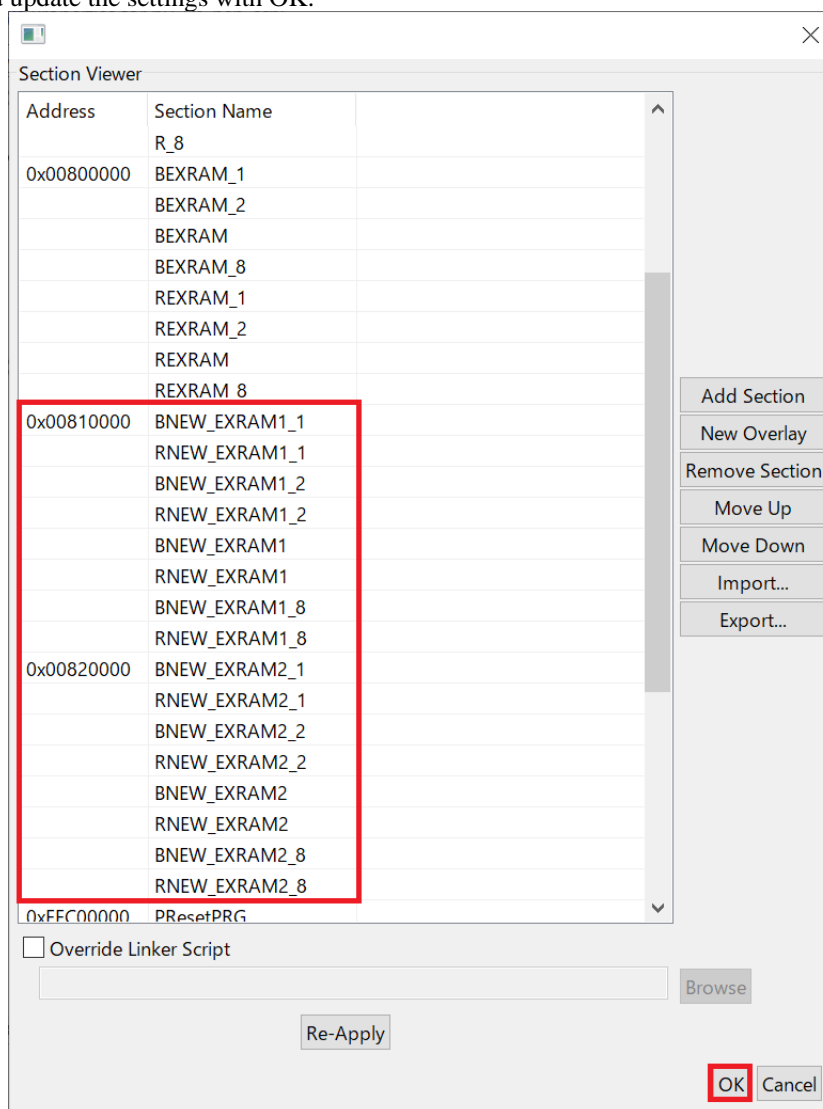 update the settings with OK.
Section Viewer
Address Section Name
R_8
0x00800000 BEXRAM_1
BEXRAM_2
BEXRAM
BEXRAM_8
REXRAM_1
REXRAM_2
REXRAM
REXRAM_8
0x00810000 BNEW_EXRAM1_1
RNEW_EXRAM1_1
BNEW_EXRAM1_2
RNEW_EXRAM1_2
BNEW_EXRAM1
RNEW_EXRAM1
BNEW_EXRAM1_8
RNEW_EXRAM1_8
0x00820000 BNEW_EXRAM2_1
RNEW_EXRAM2_1
BNEW_EXRAM2_2
RNEW_EXRAM2_2
BNEW_EXRAM2
RNEW_EXRAM2
BNEW_EXRAM2_8
RNEW_EXRAM2_8
0xFFC00000 PResetPRG
Add Section
New Overlay
Remove Section
Move Up
Move Down
Import...
Export...
Override Linker Script
Browse
Re-Apply
OK Cancel